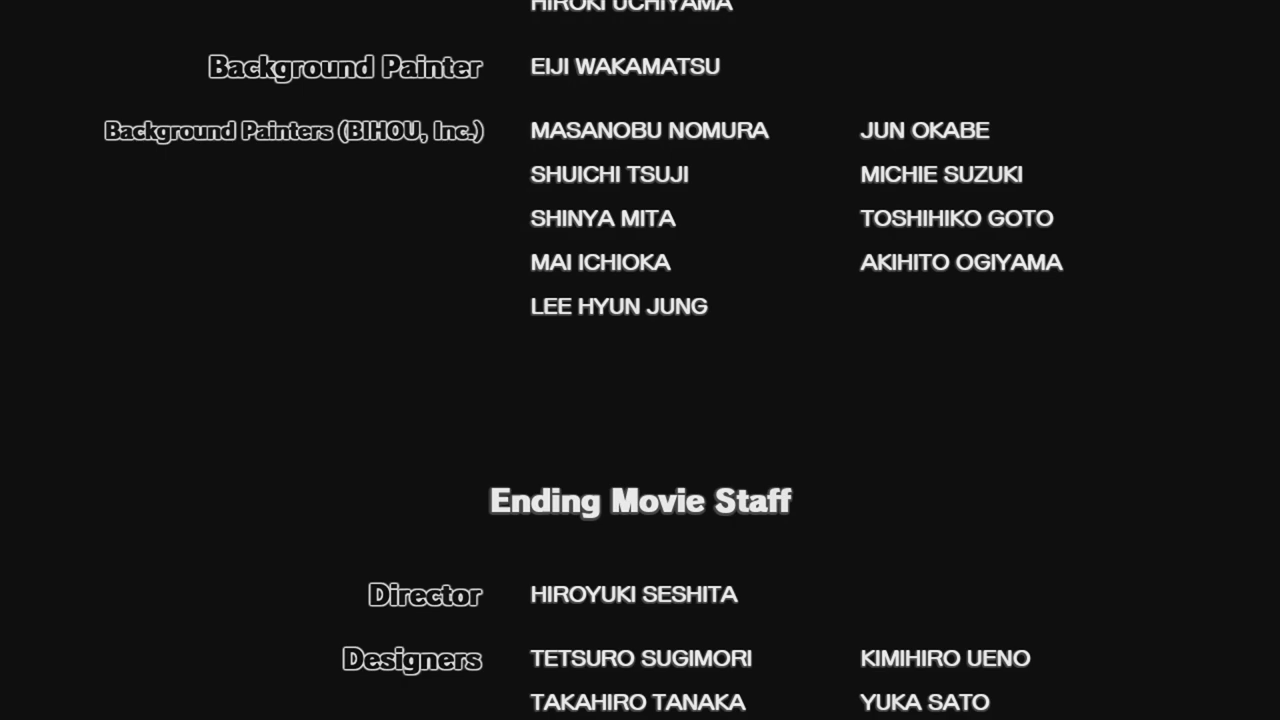 HIROKI UCHIYAMA
Background Painter EIJI WAKAMATSU
Background Painters (BIHOU, Inc.) MASANOBU NOMURA JUN OKABE
SHUICHI TSUJI MICHIE SUZUKI
SHINYA MITA TOSHIHIKO GOTO
MAI ICHIOKA AKIHITO OGIYAMA
LEE HYUN JUNG
Ending Movie Staff
Director HIROYUKI SESHITA
Designers TETSURO SUGIMORI KIMIHIRO UENO
TAKAHIRO TANAKA YUKA SATO